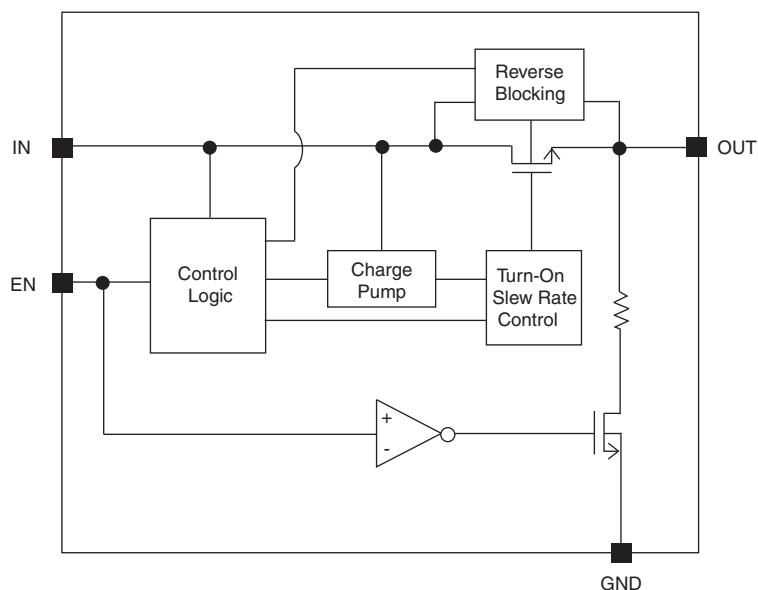 Reverse
Blocking
IN
OUT
EN
Control
Logic
Charge
Pump
Turn-On
Slew Rate
Control
+
-
GND